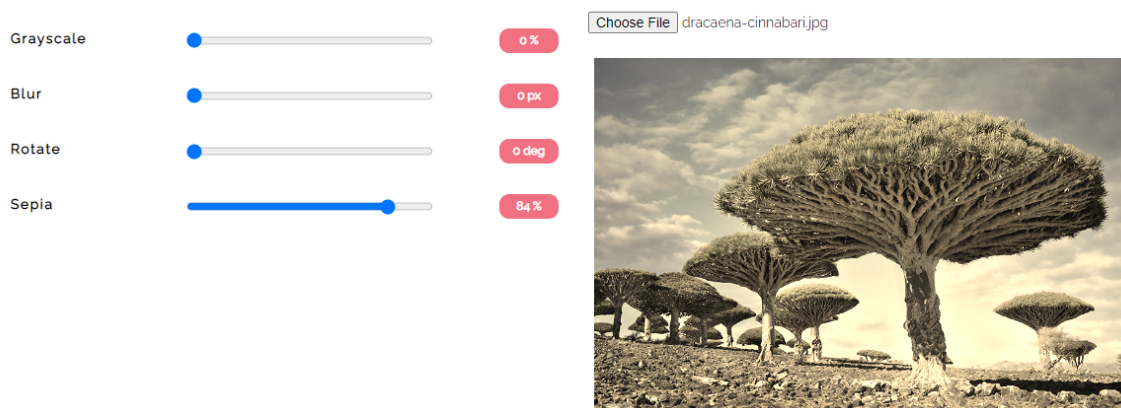 Grayscale 0 %
Blur 0 px
Rotate 0 deg
Sepia 84 %
Choose File dracaena-cinnabari.jpg